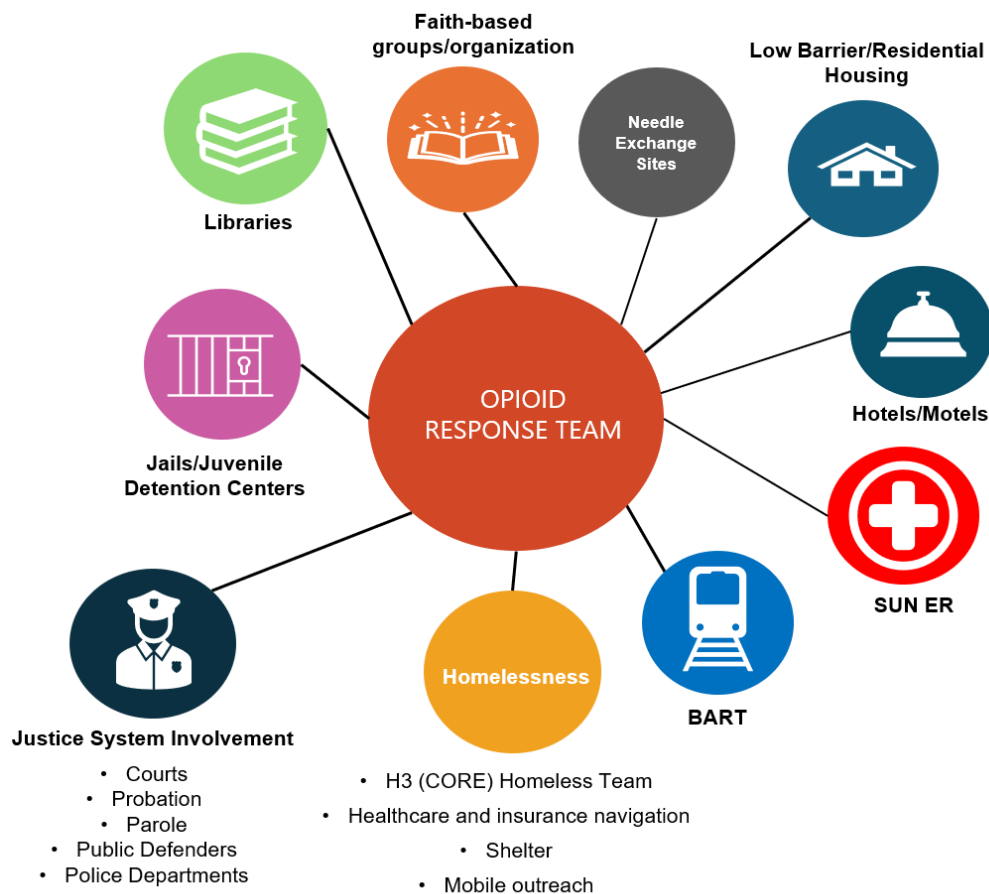 Faith-based
groups/organization
Low Barrier/Residential
Housing
Needle
Exchange
Sites
Libraries
Hotels/Motels
OPIOID
RESPONSE TEAM
Jails/Juvenile
Detention Centers
SUN ER
Homelessness
BART
Justice System Involvement
• Courts
• Probation
• Parole
• Public Defenders
• Police Departments
• H3 (CORE) Homeless Team
• Healthcare and insurance navigation
• Shelter
• Mobile outreach